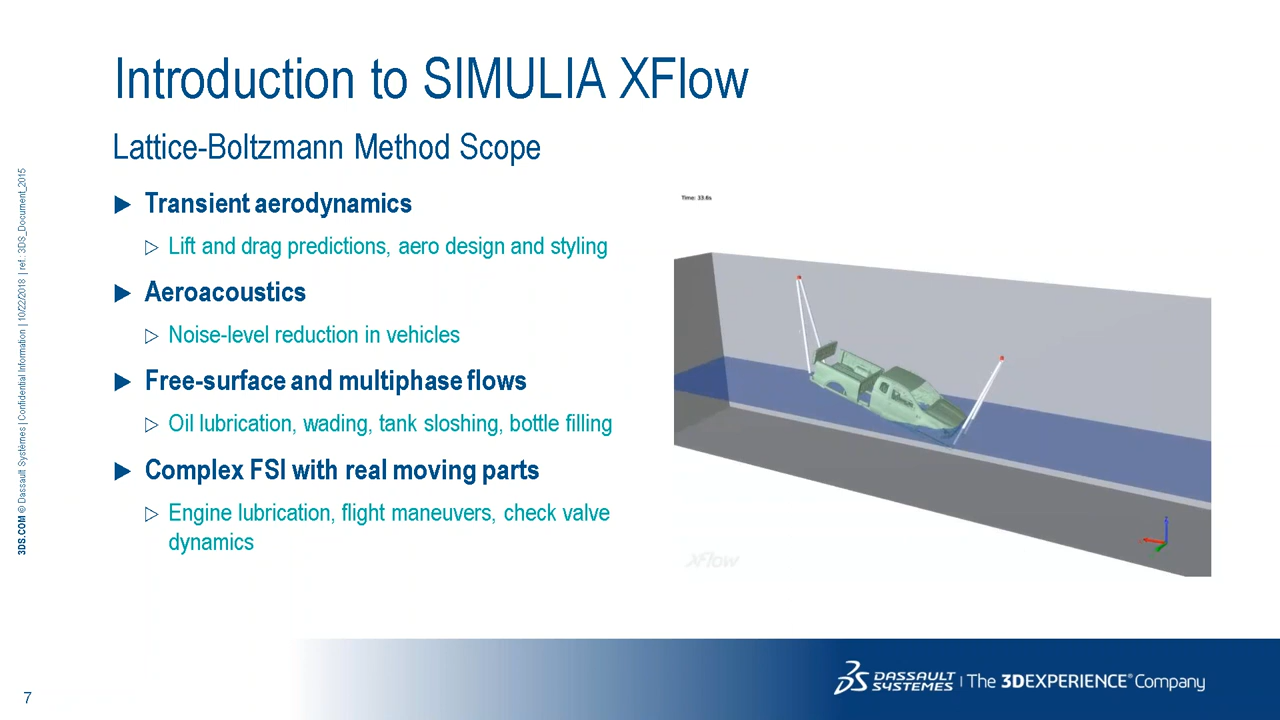 Introduction to SIMULIA XFlow
Lattice-Boltzmann Method Scope
Transient aerodynamics
Lift and drag predictions, aero design and styling
Aeroacoustics
Noise-level reduction in vehicles
Free-surface and multiphase flows
Oil lubrication, wading, tank sloshing, bottle filling
Complex FSI with real moving parts
Engine lubrication, flight maneuvers, check valve
dynamics
Time: 33.6s
XFlow
3DS.COM © Dassault Systèmes | Confidential Information | 10/22/2018 | ref.: 3DS_Document_2015
7
DASSAULT
SYSTEMES | The 3DEXPERIENCE® Company